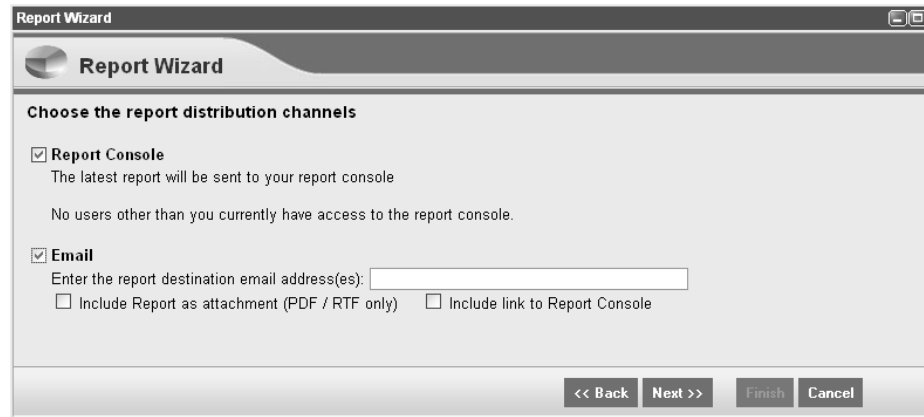 Report Wizard
Report Wizard
Choose the report distribution channels
Report Console
The latest report will be sent to your report console
No users other than you currently have access to the report console.
Email
Enter the report destination email address(es):
Include Report as attachment (PDF / RTF only) Include link to Report Console
<< Back Next >> Finish Cancel